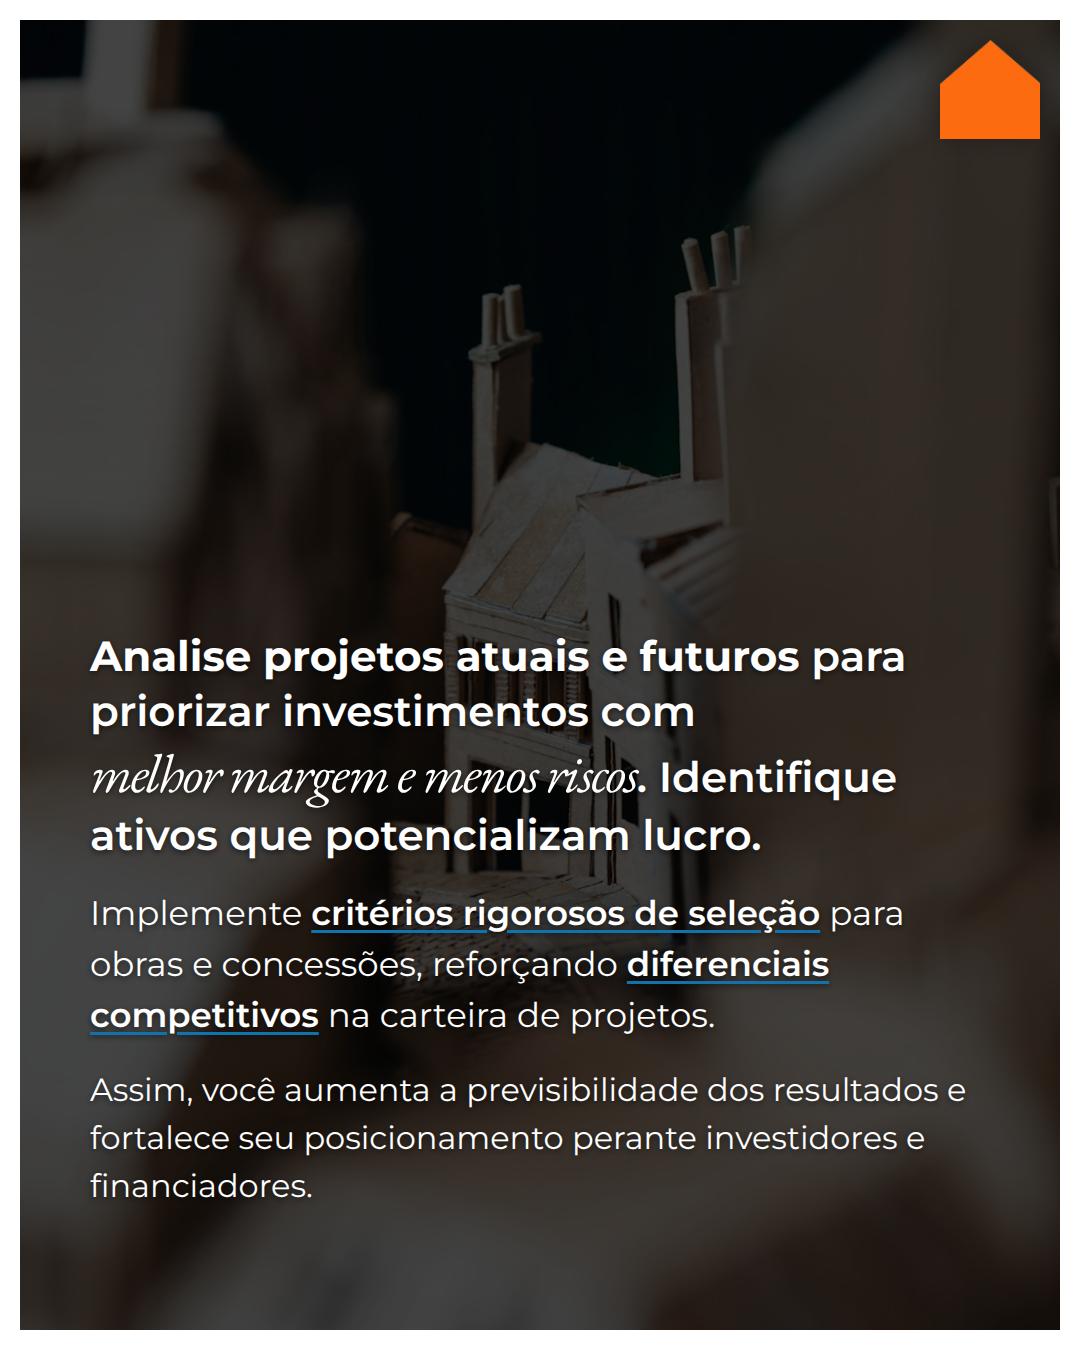 Analise projetos atuais e futuros para
priorizar investimentos com
melhor margem e menos riscos. Identifique
ativos que potencializam lucro.
Implemente critérios rigorosos de seleção para
obras e concessões, reforçando diferenciais
competitivos na carteira de projetos.
Assim, você aumenta a previsibilidade dos resultados e
fortalece seu posicionamento perante investidores e
financiadores.